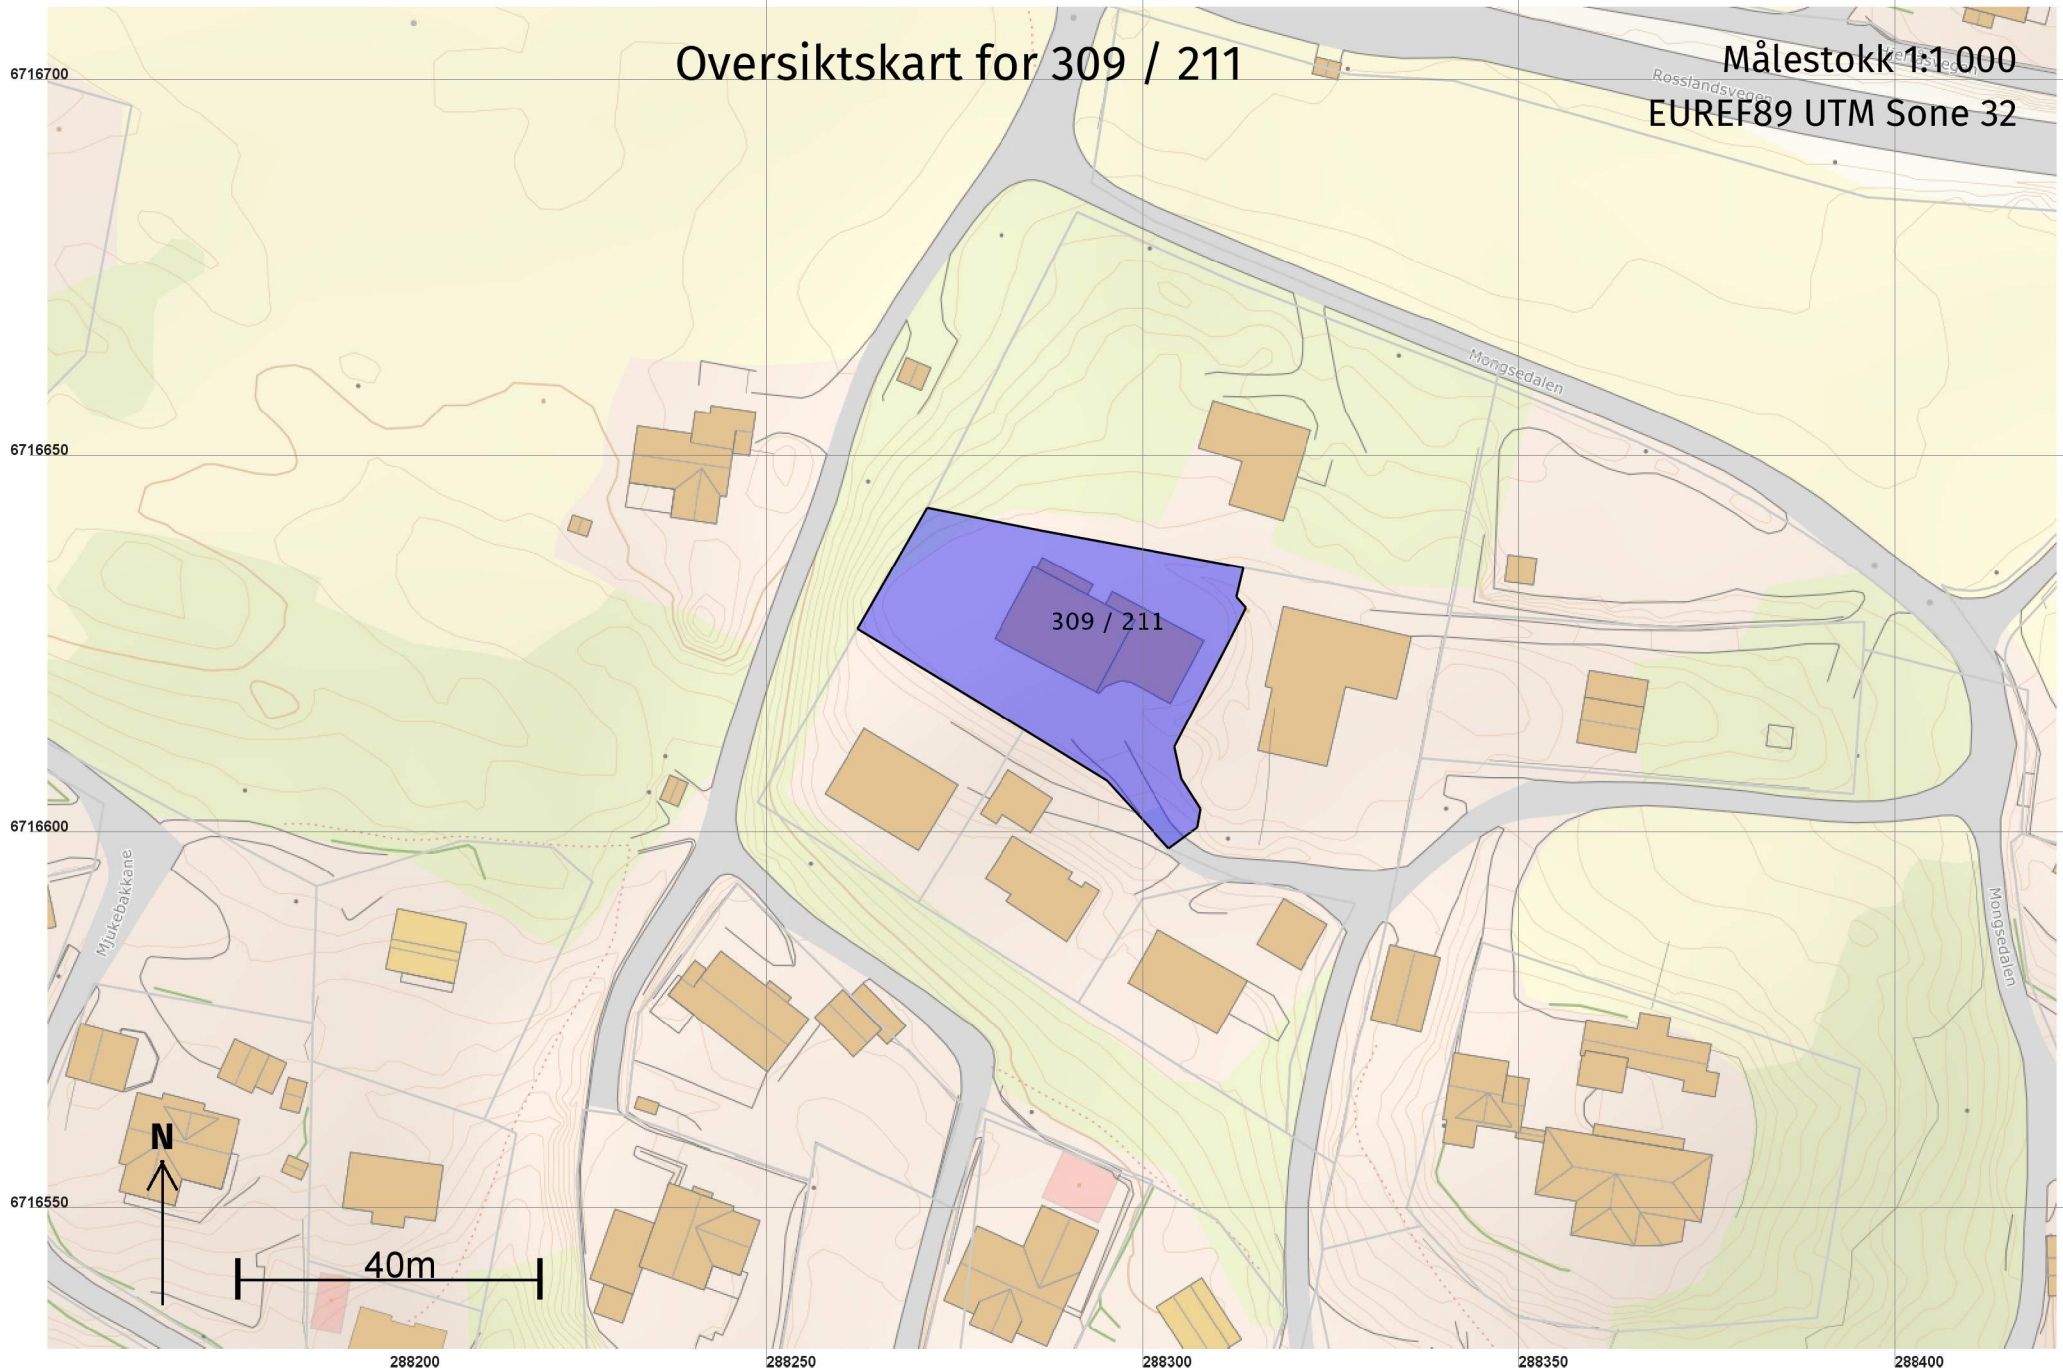 Oversiktskart for 309 / 211
Målestokk 1:1 000
EUREF89 UTM Sone 32
Rosslandsvegen
6716700
6716650
6716600
6716550
Mongsedalen
309 / 211
Mjukebakkane
Mongsedalen
N
40m
288200
288250
288300
288350
288400